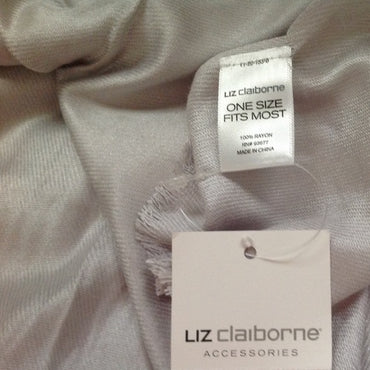 LIZ claiborne
ONE SIZE
FITS MOST
100% RAYON
RN# 93677
MADE IN CHINA
LIZ claiborne®
ACCESSORIES